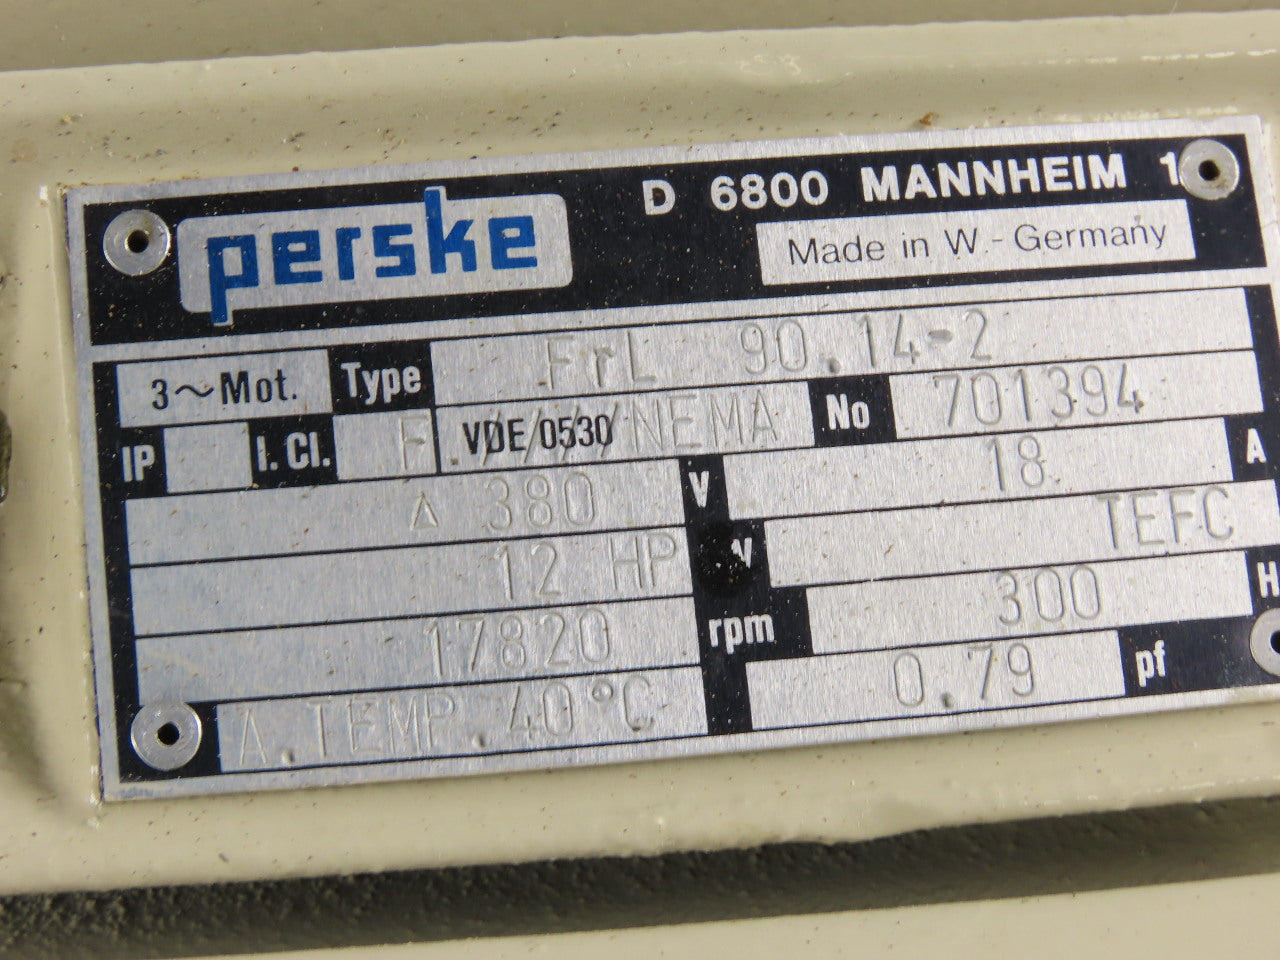 perske D 6800 MANNHEIM 1
Made in W.-Germany
3~Mot. Type FrL 90.14-2
IP I. Cl. F VDE/0530/NEMA No 701394
Δ 380 V 18 A
12 HP TEFC
17820 rpm 300 H
A.TEMP.40°C 0.79 pf